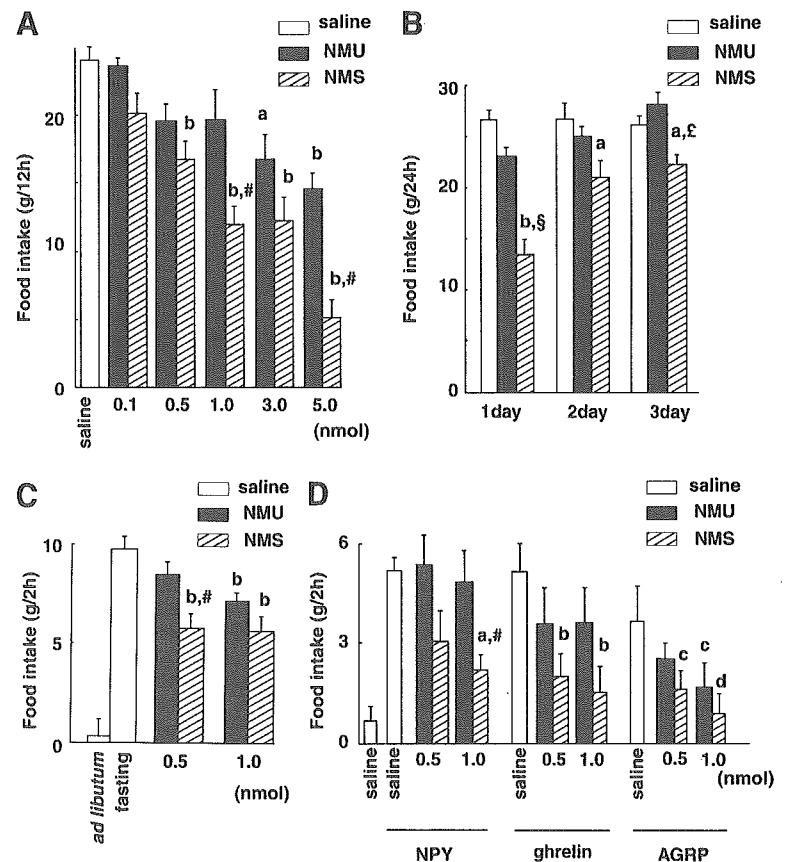 A
saline
NMU
NMS
Food intake (g/12h)
20
10
0
b
b,#
a
b
b
b,#
saline
0.1
0.5
1.0
3.0
5.0
(nmol)
B
saline
NMU
NMS
Food intake (g/24h)
30
20
10
0
b,§
a
a,£
1day
2day
3day
C
saline
NMU
NMS
Food intake (g/2h)
10
5
0
b,#
b
b
ad libutum
fasting
0.5
1.0
(nmol)
D
saline
NMU
NMS
Food intake (g/2h)
6
3
0
a,#
b
b
c
c
d
saline
saline
0.5
1.0
saline
0.5
1.0
saline
0.5
1.0
(nmol)
NPY
ghrelin
AGRP